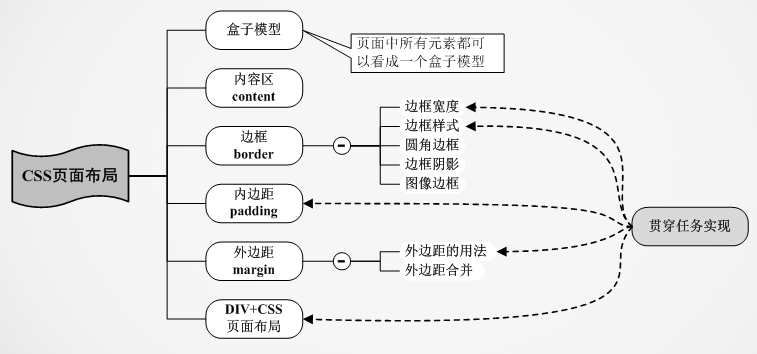 CSS页面布局
盒子模型
页面中所有元素都可
以看成一个盒子模型
内容区
content
边框
border
边框宽度
边框样式
圆角边框
边框阴影
图像边框
内边距
padding
外边距
margin
外边距的用法
外边距合并
DIV+CSS
页面布局
贯穿任务实现